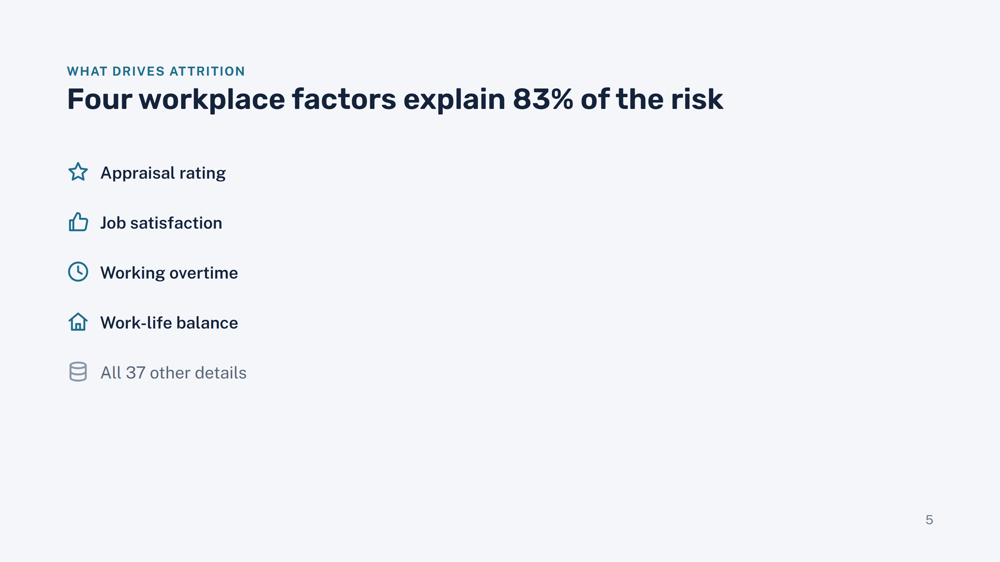 WHAT DRIVES ATTRITION
Four workplace factors explain 83% of the risk
Appraisal rating
Job satisfaction
Working overtime
Work-life balance
All 37 other details
5